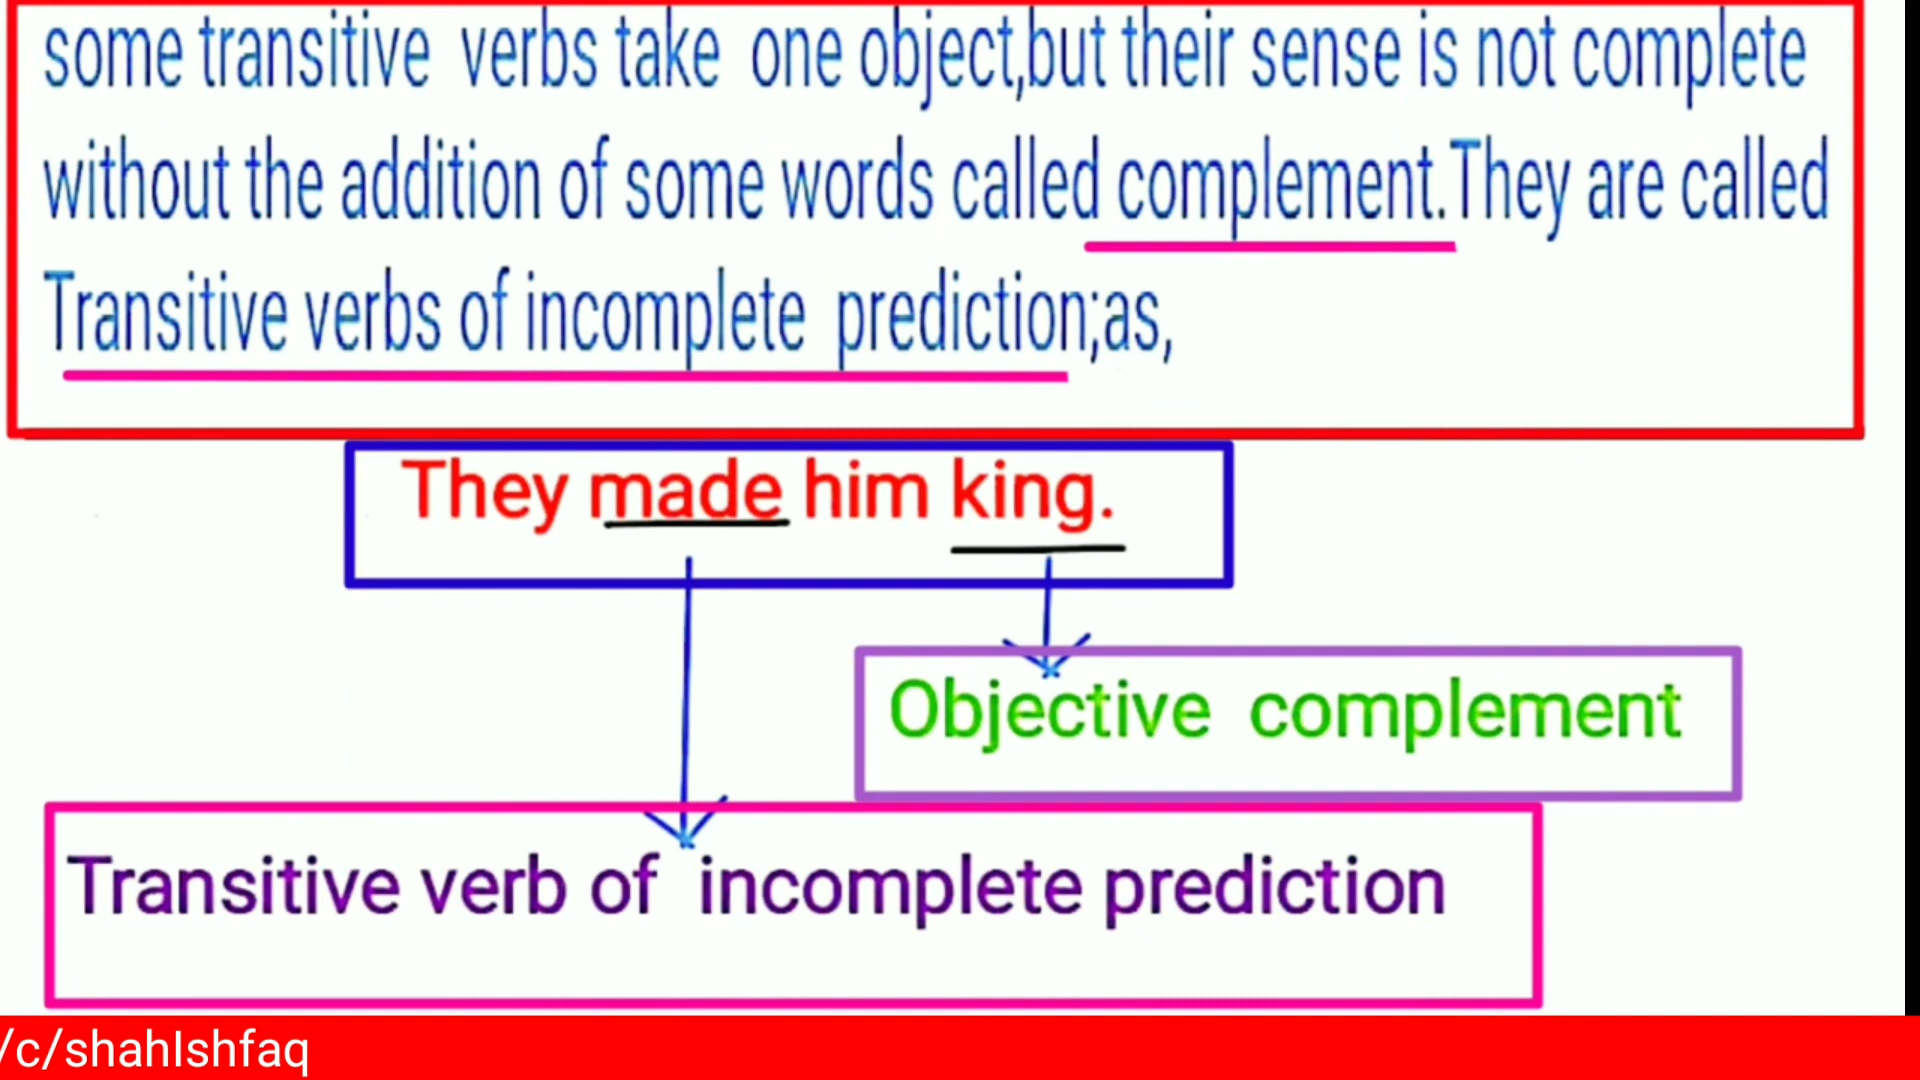 some transitive verbs take one object,but their sense is not complete
without the addition of some words called complement.They are called
Transitive verbs of incomplete prediction;as,
They made him king.
Objective complement
Transitive verb of incomplete prediction
/c/shahIshfaq